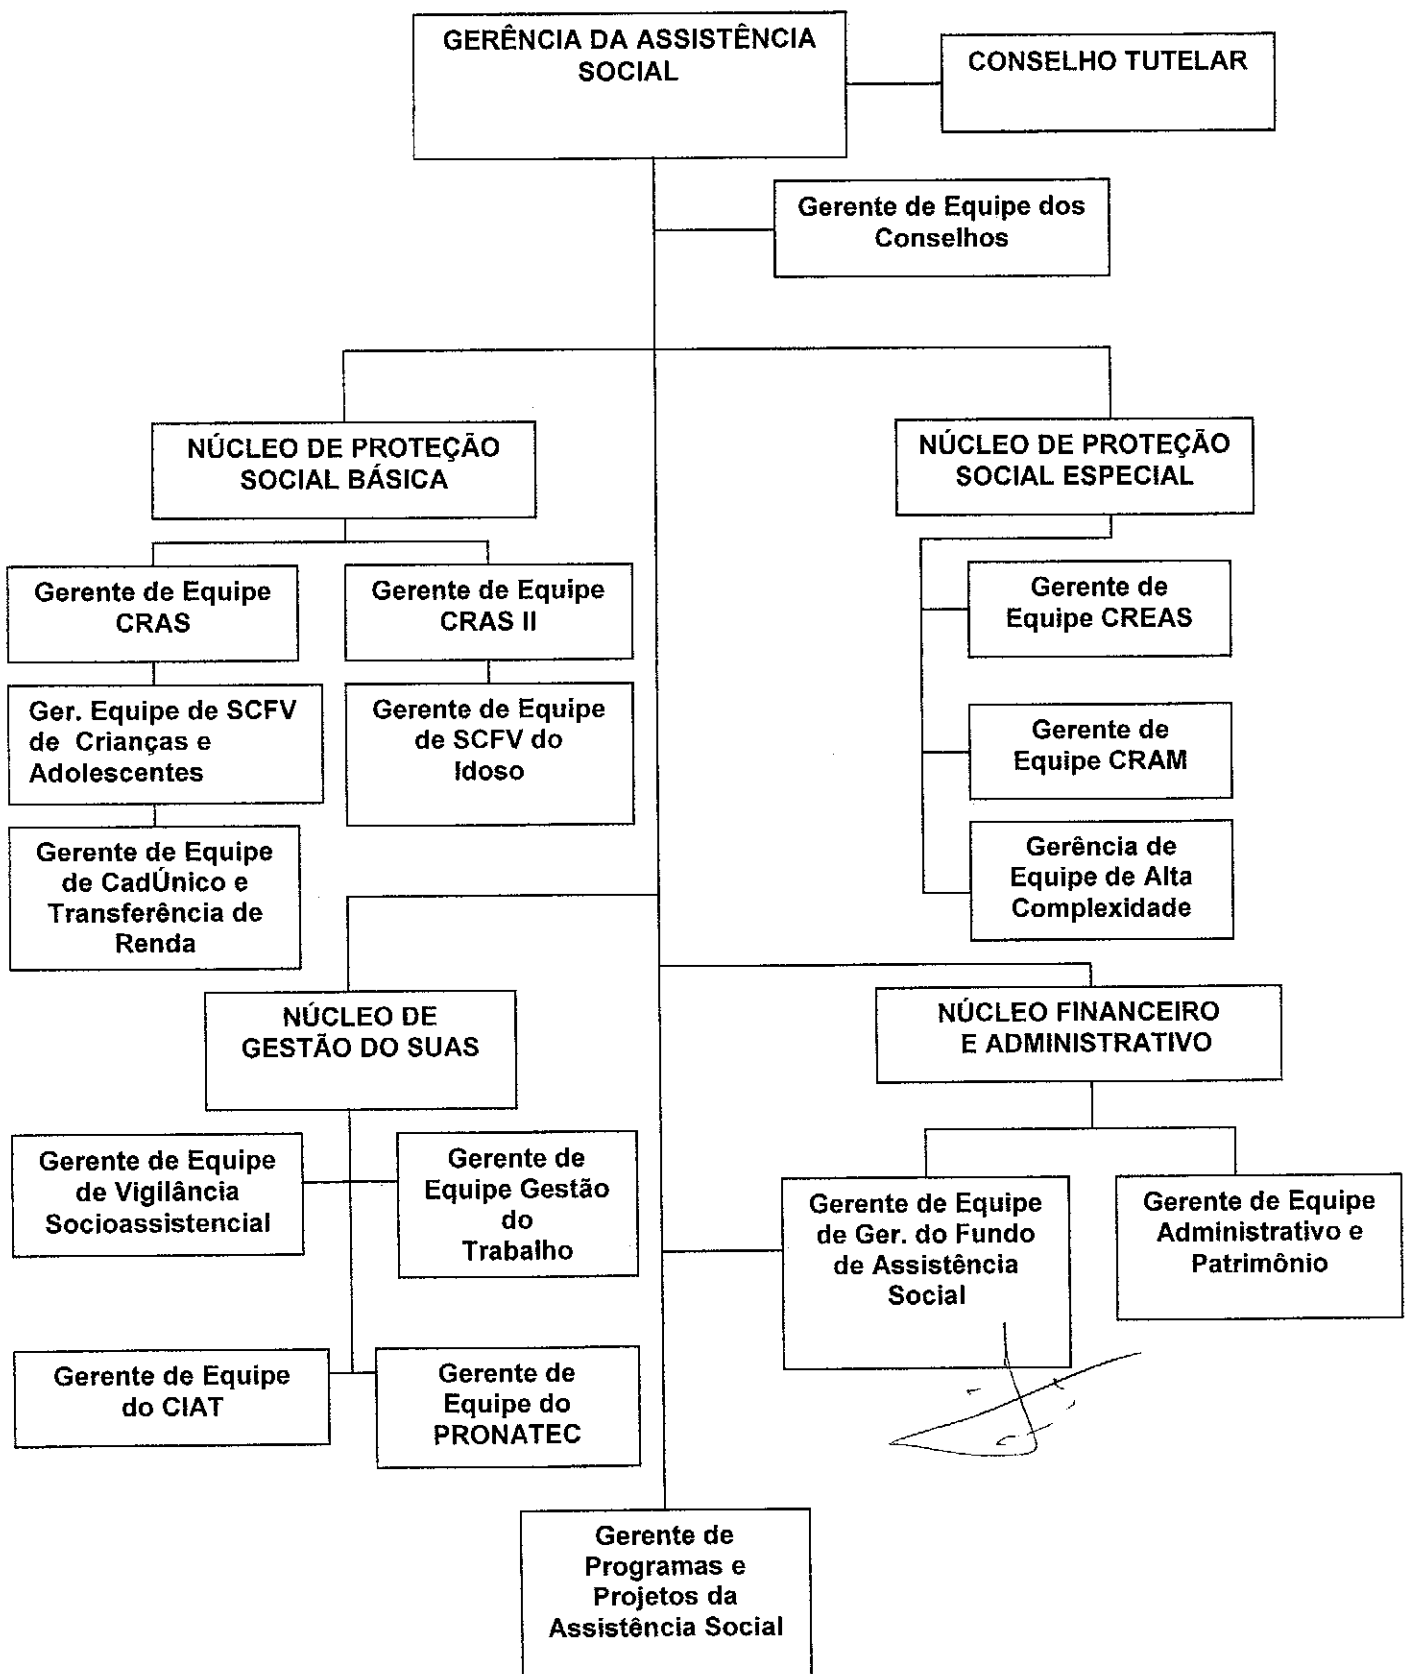 GERÊNCIA DA ASSISTÊNCIA
SOCIAL
CONSELHO TUTELAR
Gerente de Equipe dos
Conselhos
NÚCLEO DE PROTEÇÃO
SOCIAL BÁSICA
NÚCLEO DE PROTEÇÃO
SOCIAL ESPECIAL
Gerente de Equipe
CRAS
Gerente de Equipe
CRAS II
Gerente de
Equipe CREAS
Ger. Equipe de SCFV
de Crianças e
Adolescentes
Gerente de Equipe
de SCFV do
Idoso
Gerente de
Equipe CRAM
Gerente de Equipe
de CadÚnico e
Transferência de
Renda
Gerência de
Equipe de Alta
Complexidade
NÚCLEO DE
GESTÃO DO SUAS
NÚCLEO FINANCEIRO
E ADMINISTRATIVO
Gerente de Equipe
de Vigilância
Socioassistencial
Gerente de
Equipe Gestão
do
Trabalho
Gerente de Equipe
de Ger. do Fundo
de Assistência
Social
Gerente de Equipe
Administrativo e
Patrimônio
Gerente de Equipe
do CIAT
Gerente de
Equipe do
PRONATEC
Gerente de
Programas e
Projetos da
Assistência Social